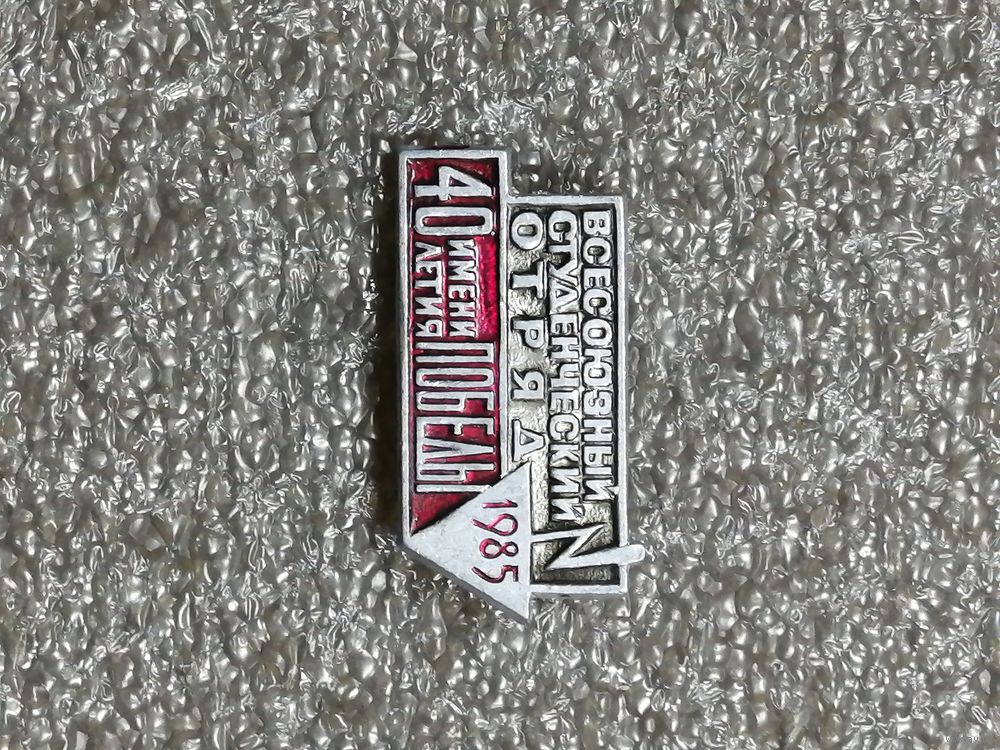 ВСЕСОЮЗНЫЙ
СТУДЕНЧЕСКИЙ
ОТРЯД
40 ИМЕНИ
ЛЕТИЯ
ПОБЕДЫ
1985